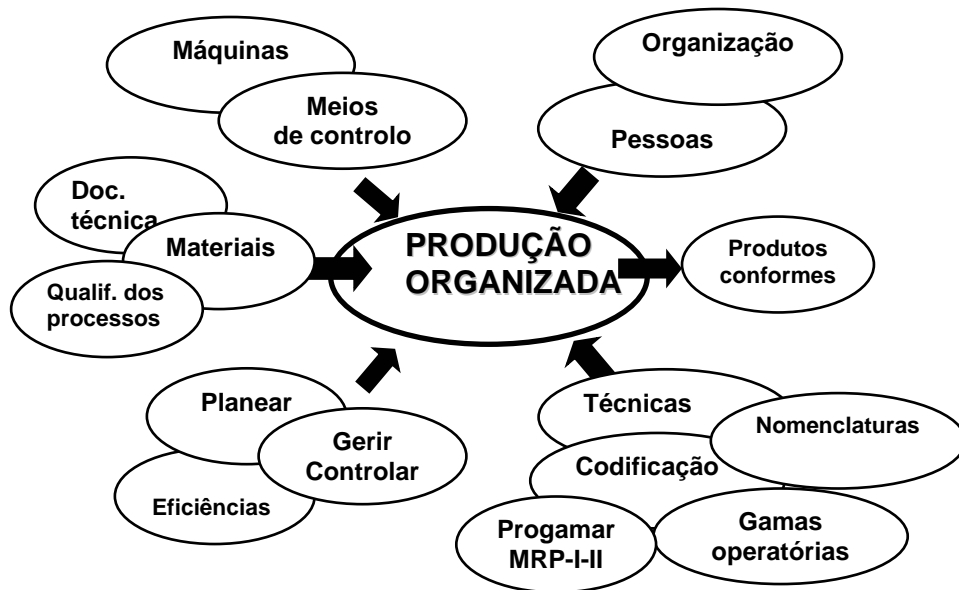 Máquinas
Meios
de controlo
Organização
Pessoas
Doc.
técnica
Materiais
Qualif. dos
processos
PRODUÇÃO
ORGANIZADA
Produtos
conformes
Planear
Gerir
Controlar
Eficiências
Técnicas
Nomenclaturas
Codificação
Progamar
MRP-I-II
Gamas
operatórias